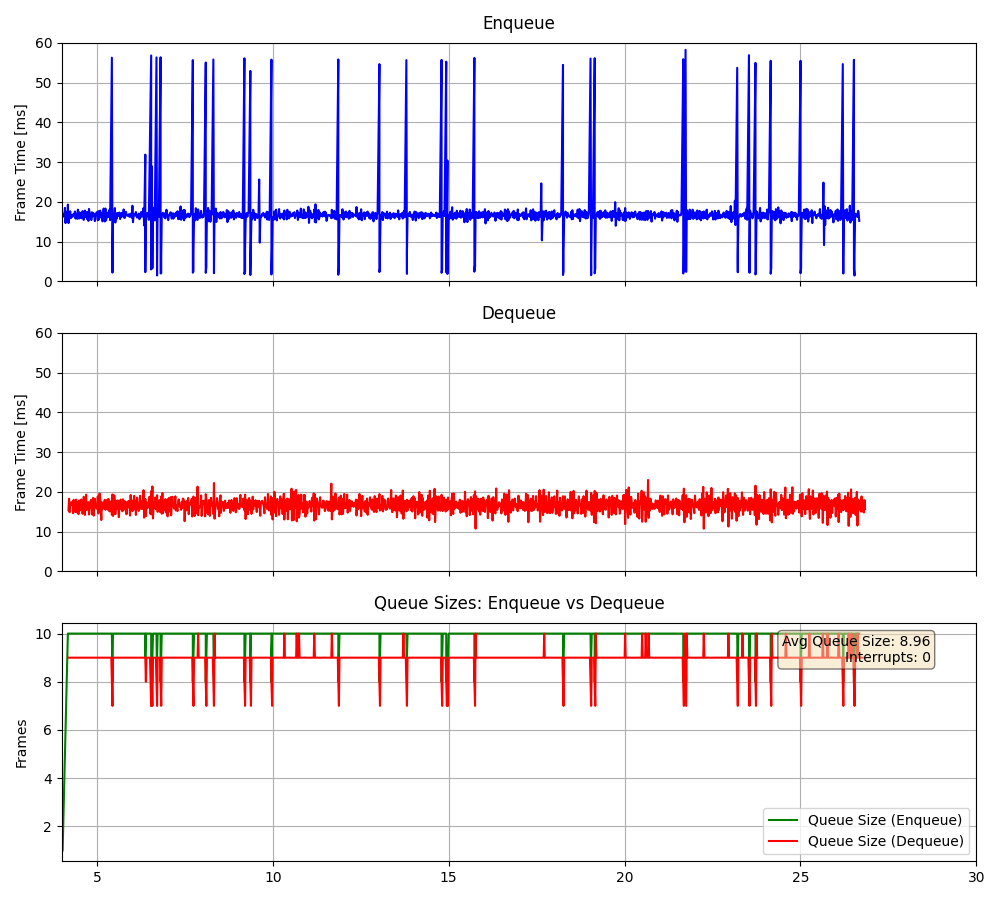 Enqueue
Frame Time [ms]
60
50
40
30
20
10
0
Dequeue
Frame Time [ms]
60
50
40
30
20
10
0
Queue Sizes: Enqueue vs Dequeue
Frames
10
8
6
4
2
Avg Queue Size: 8.96
Interrupts: 0
Queue Size (Enqueue)
Queue Size (Dequeue)
5 10 15 20 25 30